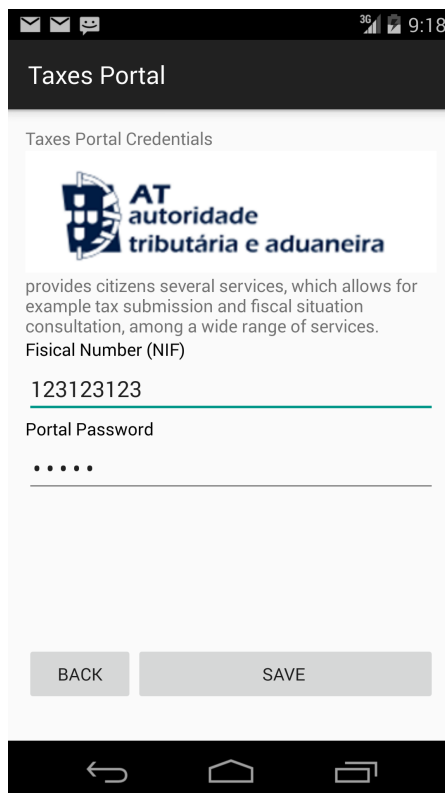 3G 9:18
Taxes Portal
Taxes Portal Credentials
AT
autoridade
tributária e aduaneira
provides citizens several services, which allows for
example tax submission and fiscal situation
consultation, among a wide range of services.
Fisical Number (NIF)
123123123
Portal Password
•••••
BACK SAVE